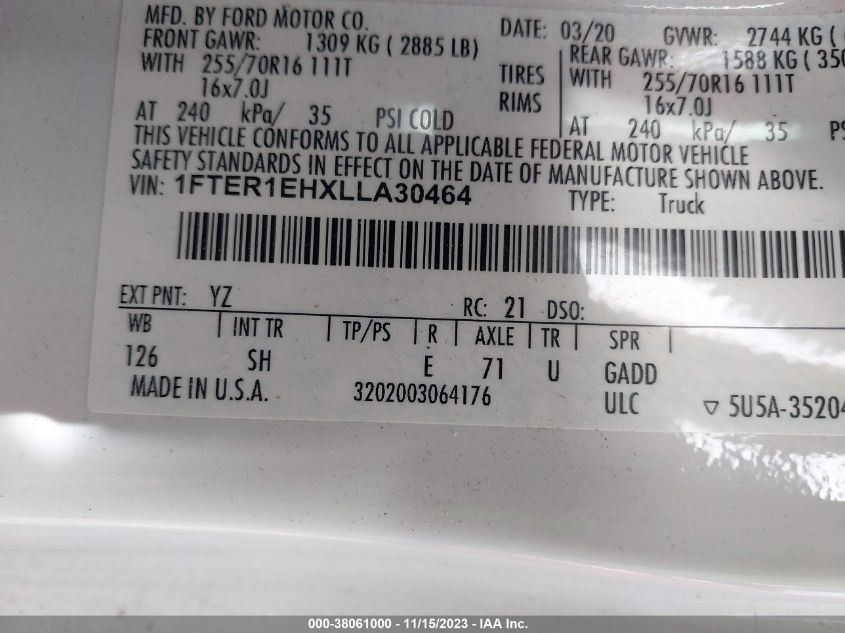 MFD. BY FORD MOTOR CO.
DATE: 03/20 GVWR: 2744 KG (
FRONT GAWR: 1309 KG ( 2885 LB)
REAR GAWR: 1588 KG ( 350
WITH 255/70R16 111T TIRES
WITH 255/70R16 111T
16x7.0J RIMS
16x7.0J
AT 240 kPa/ 35 PSI COLD
AT 240 kPa/ 35 PS
THIS VEHICLE CONFORMS TO ALL APPLICABLE FEDERAL MOTOR VEHICLE
SAFETY STANDARDS IN EFFECT ON THE DATE OF MANUFACTURE SHOWN ABOVE.
VIN: 1FTER1EHXLLA30464
TYPE: Truck
EXT PNT: YZ RC: 21 DSO:
WB INT TR TP/PS R AXLE TR SPR
126 SH E 71 U GADD
MADE IN U.S.A. 3202003064176 ULC ▽ 5U5A-35204
000-38061000 - 11/15/2023 - IAA Inc.